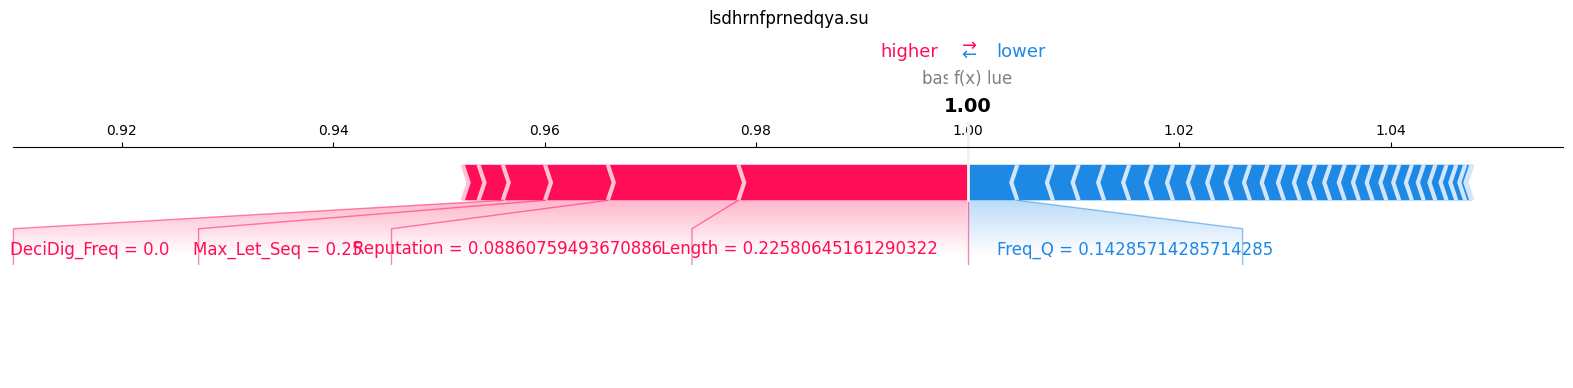 lsdhrnfprnedqya.su
higher ⇄ lower
bas f(x) lue
1.00
0.92 0.94 0.96 0.98 1.00 1.02 1.04
DeciDig_Freq = 0.0 Max_Let_Seq = 0.25 Reputation = 0.08860759493670886 Length = 0.22580645161290322 Freq_Q = 0.14285714285714285